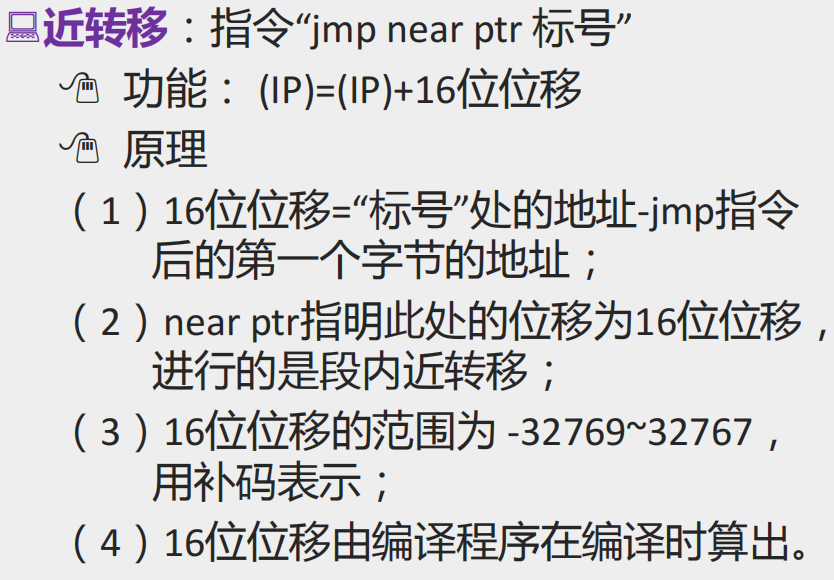 近转移：指令“jmp near ptr 标号”
功能： (IP)=(IP)+16位位移
原理
（1）16位位移=“标号”处的地址-jmp指令
后的第一个字节的地址；
（2）near ptr指明此处的位移为16位位移，
进行的是段内近转移；
（3）16位位移的范围为 -32769~32767，
用补码表示；
（4）16位位移由编译程序在编译时算出。